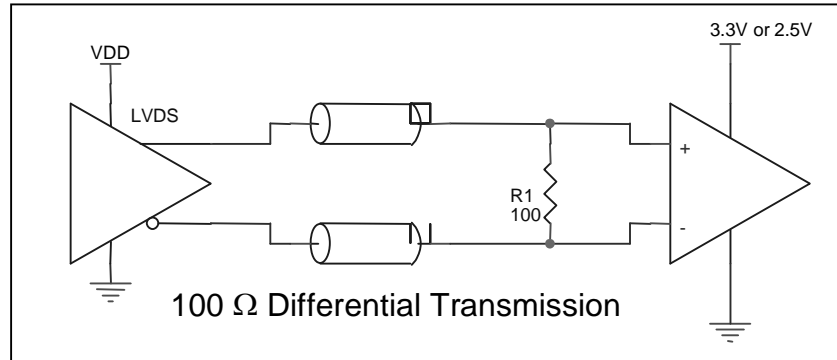 3.3V or 2.5V
VDD
LVDS
+
R1
100
-
100 Ω Differential Transmission